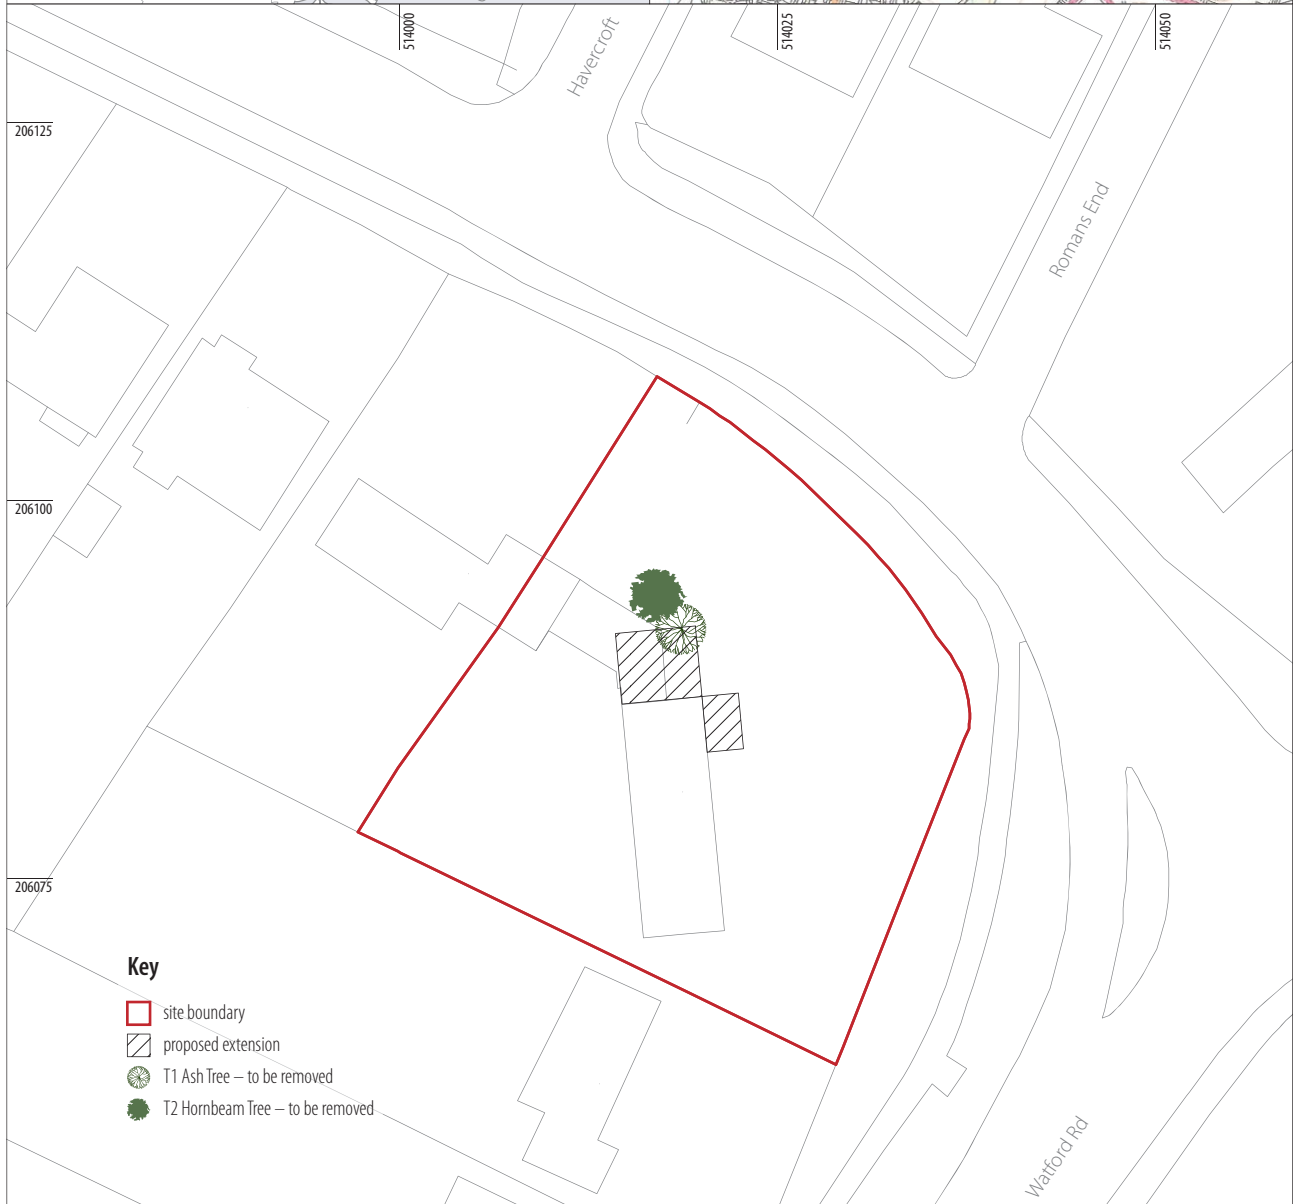 514000
514025
514050
Havercroft
206125
Romans End
206100
206075
Key
site boundary
proposed extension
T1 Ash Tree – to be removed
T2 Hornbeam Tree – to be removed
Watford Rd